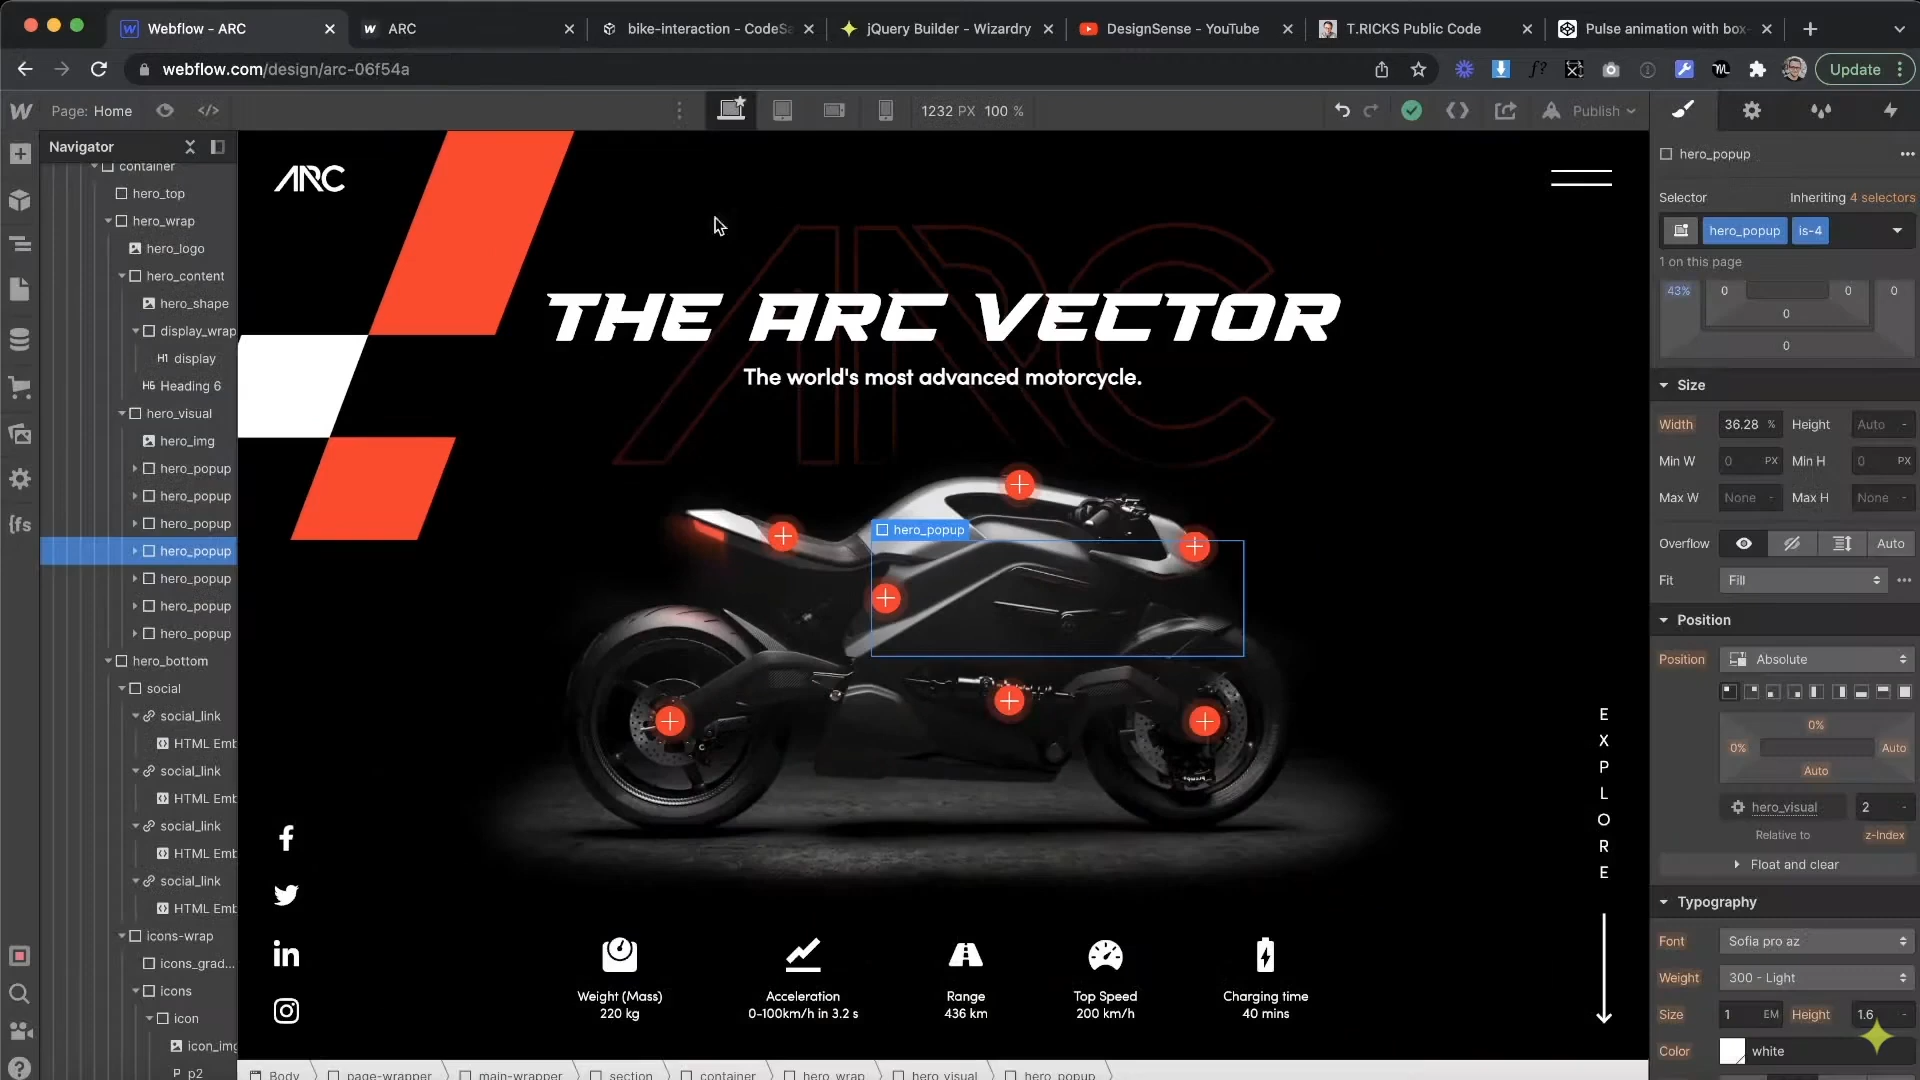 Webflow - ARC
ARC
bike-interaction - CodeSa
jQuery Builder - Wizardry
DesignSense - YouTube
T.RICKS Public Code
Pulse animation with box-
webflow.com/design/arc-06f54a
Update
Page: Home
1232 PX 100 %
Publish
Navigator
container
hero_top
hero_wrap
hero_logo
hero_content
hero_shape
display_wrap
H1 display
H6 Heading 6
hero_visual
hero_img
hero_popup
hero_popup
hero_popup
hero_popup
hero_popup
hero_popup
hero_popup
hero_bottom
social
social_link
HTML Emb
social_link
HTML Emb
social_link
HTML Emb
social_link
HTML Emb
icons-wrap
icons_grad...
icons
icon
icon_img
P p2
ARC
ARC
THE ARC VECTOR
The world's most advanced motorcycle.
hero_popup
EXPLORE
Weight (Mass)
220 kg
Acceleration
0-100km/h in 3.2 s
Range
436 km
Top Speed
200 km/h
Charging time
40 mins
Body
page-wrapper
main-wrapper
section
container
hero_wrap
hero_visual
hero_popup
hero_popup
Selector
Inheriting 4 selectors
hero_popup
is-4
1 on this page
43%
0
0
0
0
0
Size
Width
36.28 %
Height
Auto -
Min W
0 PX
Min H
0 PX
Max W
None -
Max H
None -
Overflow
Auto
Fit
Fill
Position
Position
Absolute
0%
0%
Auto
Auto
hero_visual
2 -
Relative to
z-Index
Float and clear
Typography
Font
Sofia pro az
Weight
300 - Light
Size
1 EM
Height
1.6 -
Color
white